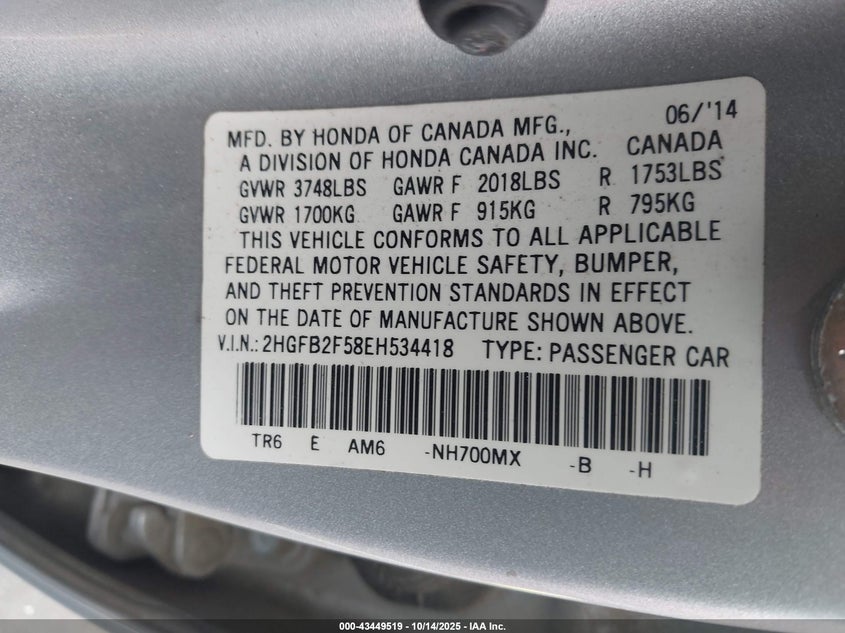 06/'14
MFD. BY HONDA OF CANADA MFG.,
A DIVISION OF HONDA CANADA INC. CANADA
GVWR 3748LBS GAWR F 2018LBS R 1753LBS
GVWR 1700KG GAWR F 915KG R 795KG
THIS VEHICLE CONFORMS TO ALL APPLICABLE
FEDERAL MOTOR VEHICLE SAFETY, BUMPER,
AND THEFT PREVENTION STANDARDS IN EFFECT
ON THE DATE OF MANUFACTURE SHOWN ABOVE.
V.I.N.: 2HGFB2F58EH534418 TYPE: PASSENGER CAR
TR6 E AM6 -NH700MX -B -H
000-43449519 - 10/14/2025 - IAA Inc.